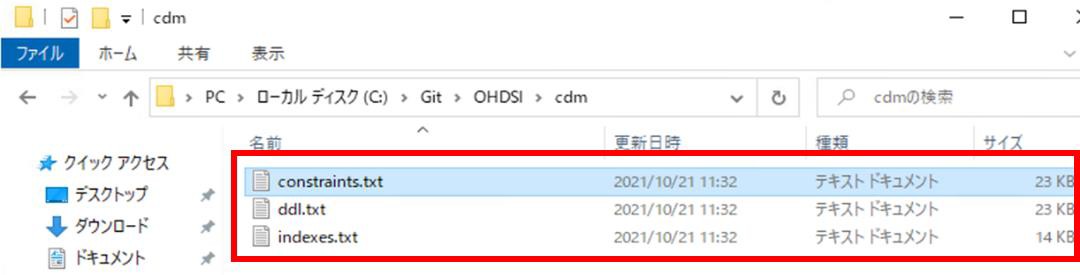 cdm
ファイル ホーム 共有 表示
PC ローカル ディスク (C:) Git OHDSI cdm cdmの検索
名前 更新日時 種類 サイズ
クイック アクセス
constraints.txt 2021/10/21 11:32 テキスト ドキュメント 23 KB
デスクトップ
ddl.txt 2021/10/21 11:32 テキスト ドキュメント 23 KB
ダウンロード
indexes.txt 2021/10/21 11:32 テキスト ドキュメント 14 KB
ドキュメント